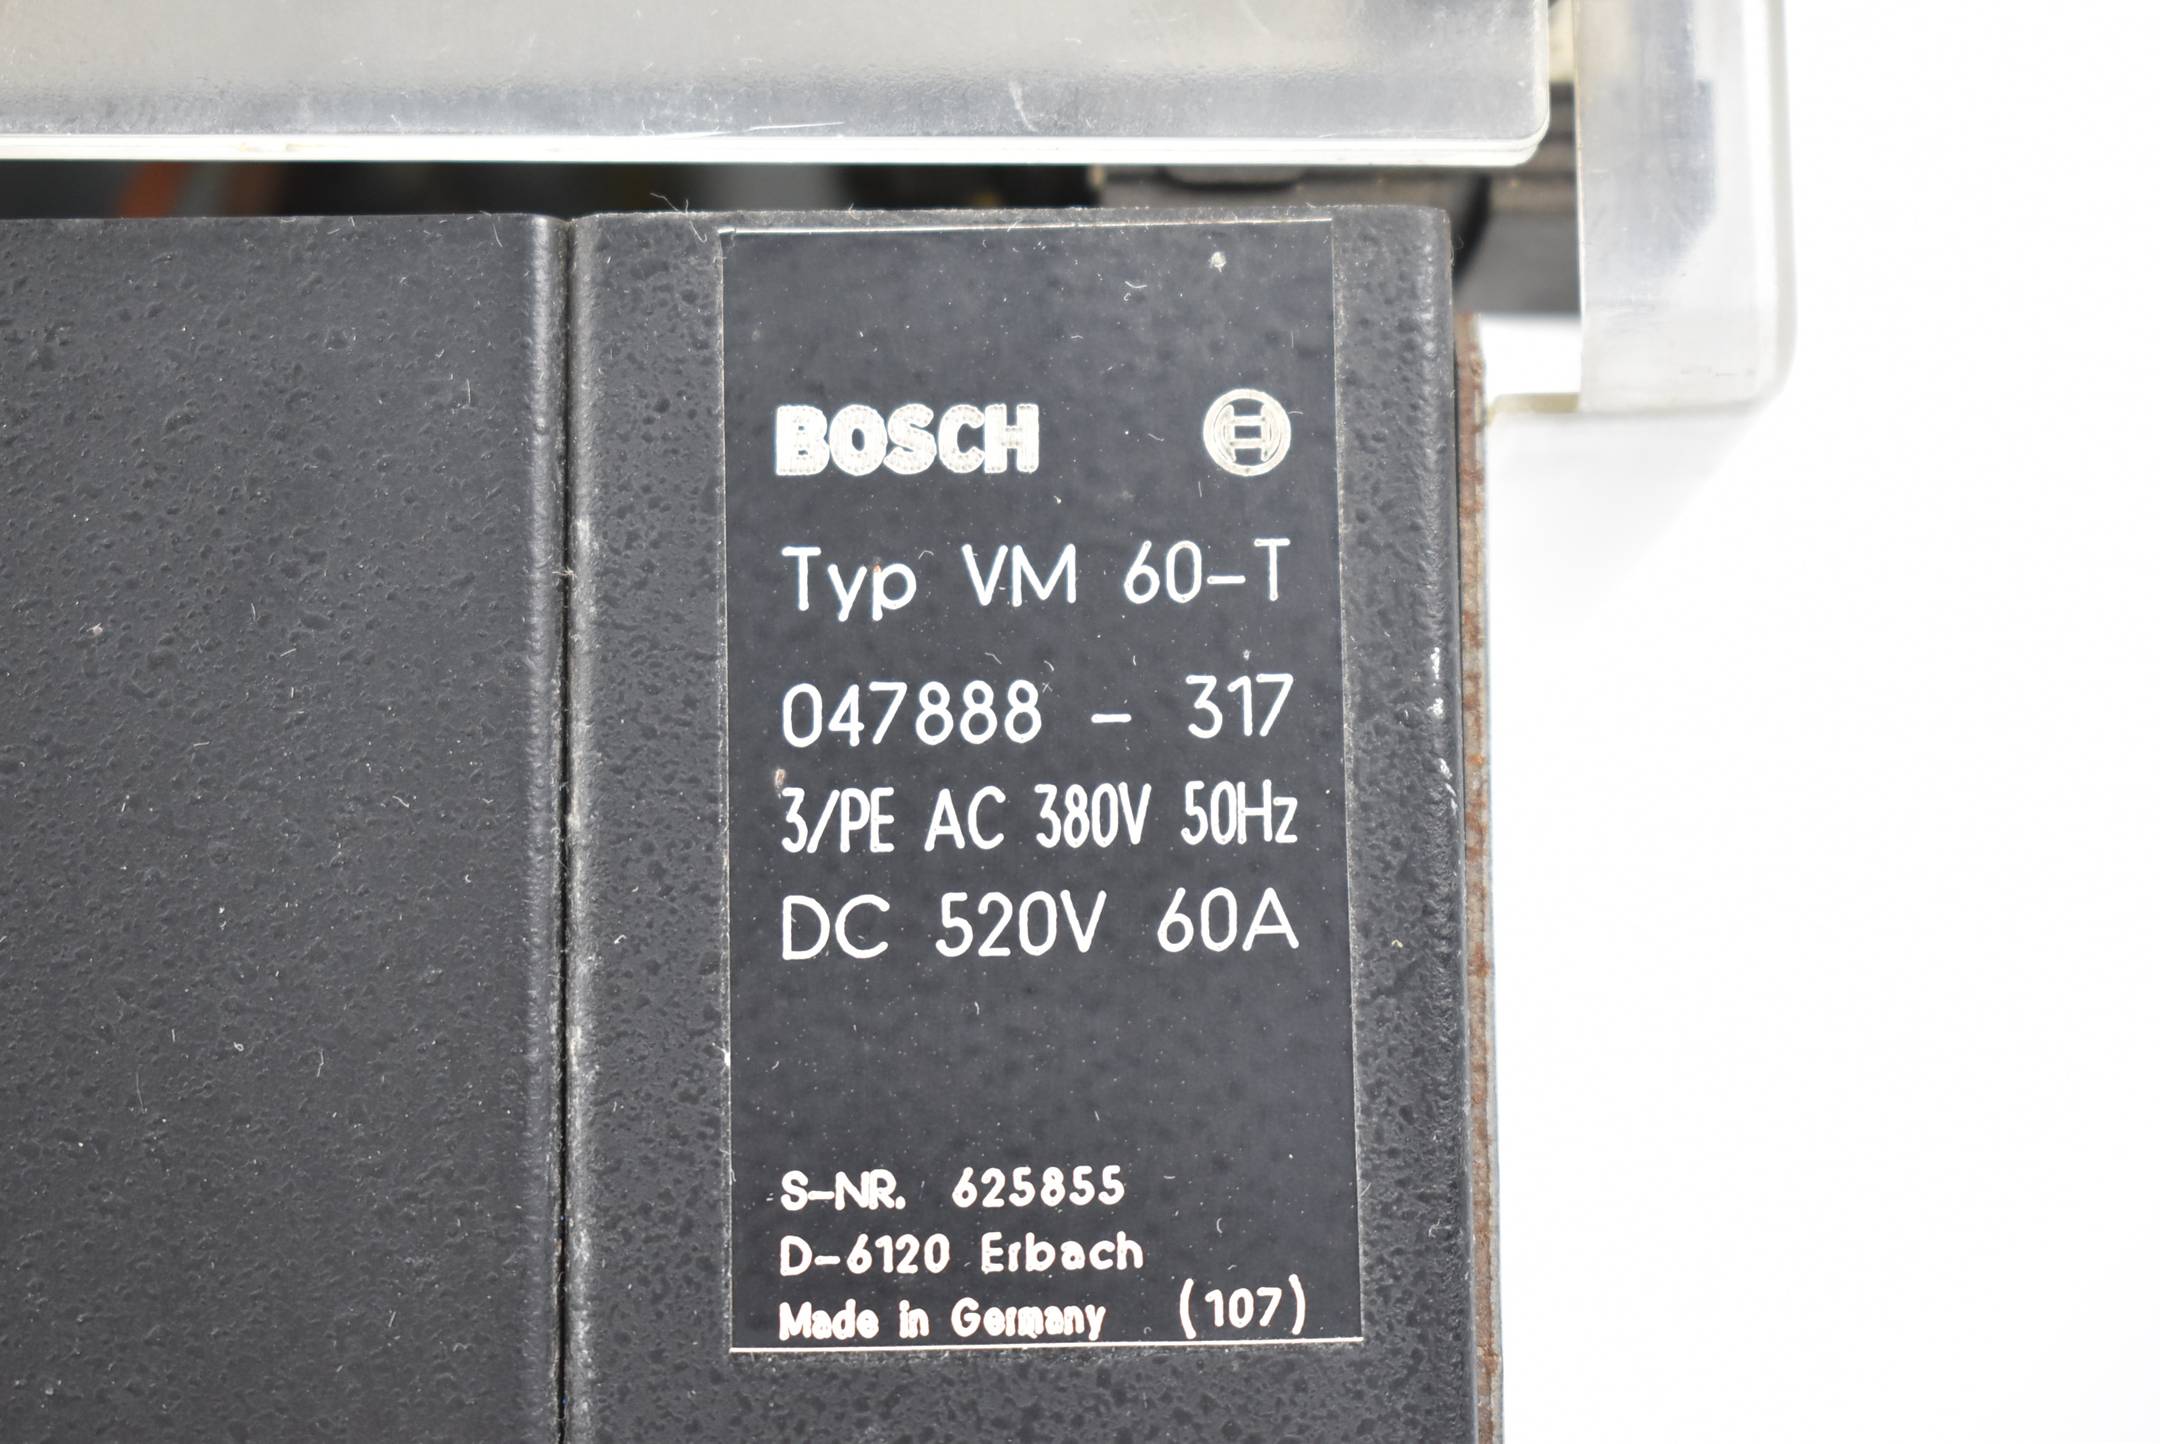 BOSCH
Typ VM 60-T
047888 - 317
3/PE AC 380V 50Hz
DC 520V 60A
S-NR. 625855
D-6120 Erbach
Made in Germany (107)